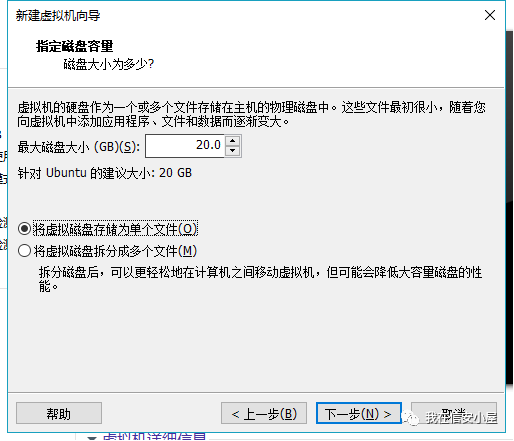 新建虚拟机向导
指定磁盘容量
磁盘大小为多少?
虚拟机的硬盘作为一个或多个文件存储在主机的物理磁盘中。这些文件最初很小，随着您
向虚拟机中添加应用程序、文件和数据而逐渐变大。
最大磁盘大小 (GB)(S): 20.0
针对 Ubuntu 的建议大小: 20 GB
将虚拟磁盘存储为单个文件(O)
将虚拟磁盘拆分成多个文件(M)
拆分磁盘后，可以更轻松地在计算机之间移动虚拟机，但可能会降低大容量磁盘的性
能。
帮助 < 上一步(B) 下一步(N) > 取消
我在信安小屋
虚拟机详细信息